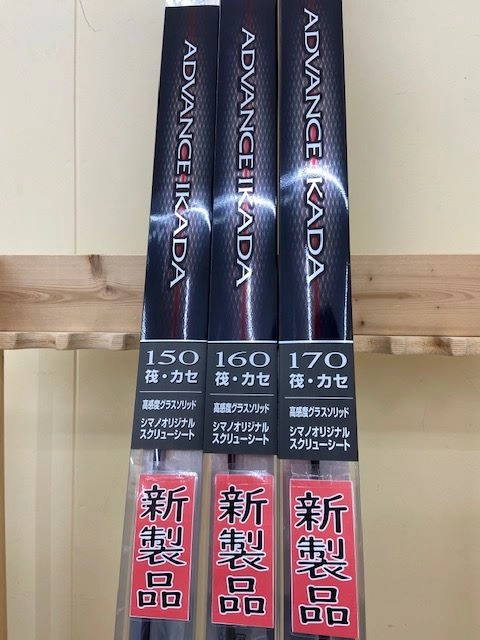 ADVANCE IKADA
150
筏・カセ
高感度グラスソリッド
シマノオリジナル
スクリューシート
新製品
ADVANCE IKADA
160
筏・カセ
高感度グラスソリッド
シマノオリジナル
スクリューシート
新製品
ADVANCE IKADA
170
筏・カセ
高感度グラスソリッド
シマノオリジナル
スクリューシート
新製品